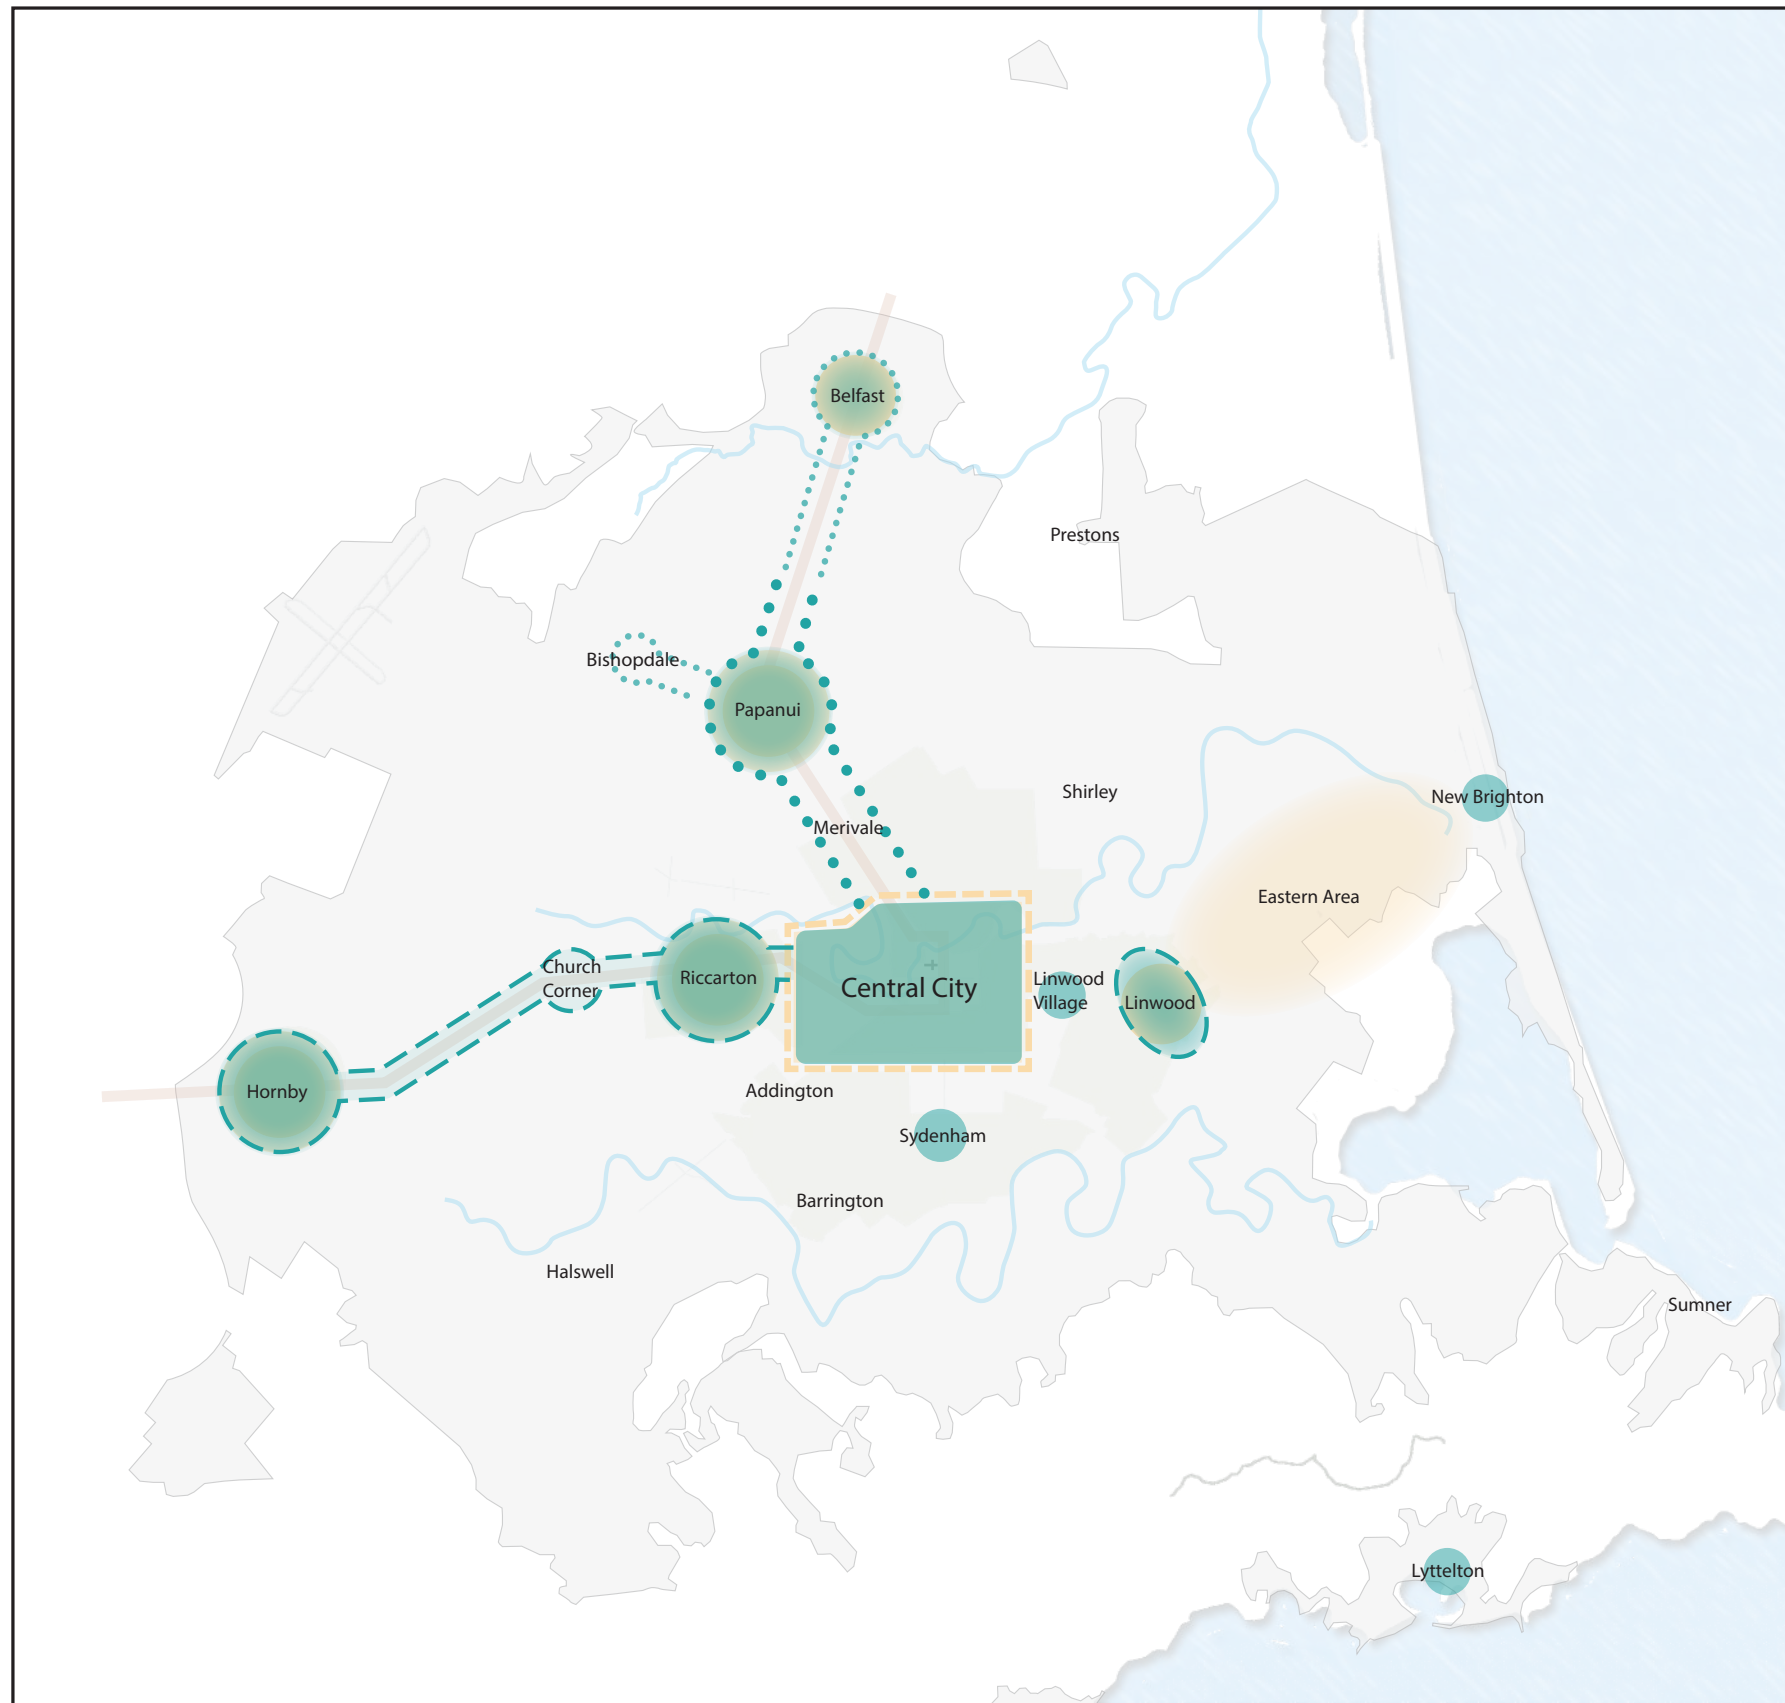 Belfast
Prestons
Bishopdale
Papanui
Shirley
New Brighton
Merivale
Eastern Area
Church
Corner
Riccarton
Central City
Linwood
Village
Linwood
Hornby
Addington
Sydenham
Barrington
Halswell
Sumner
Lyttelton